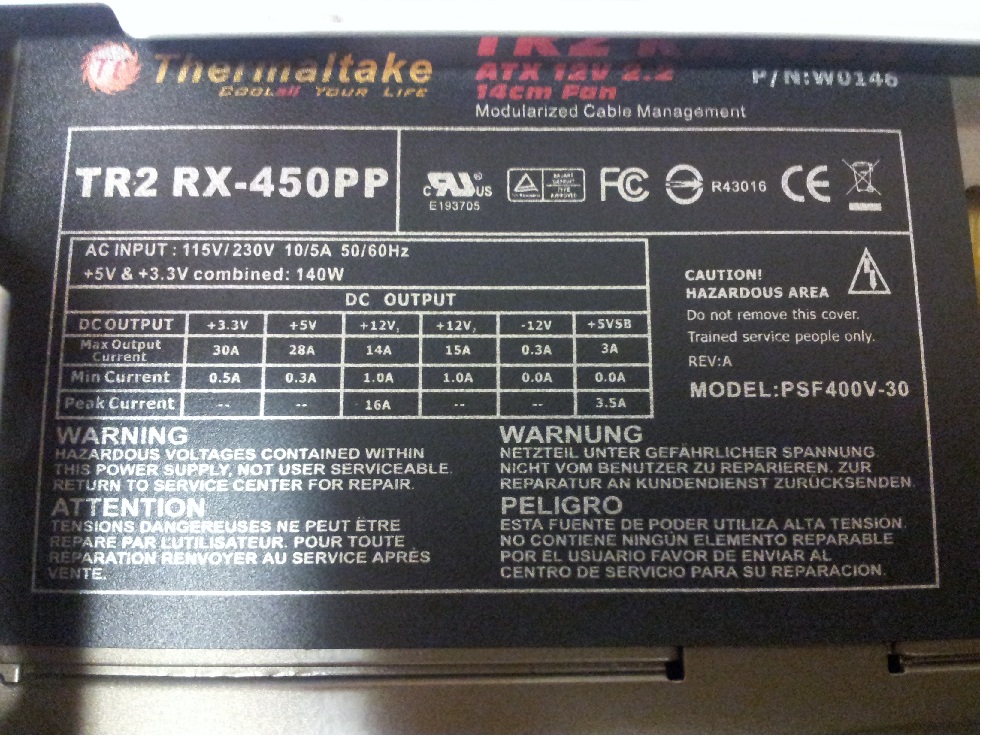 Thermaltake
COOLall YOUR LIFE
TR2 RX
ATX 12V 2.2
14cm Fan
Modularized Cable Management
P/N:W0146
TR2 RX-450PP
c RU US
E193705
FC
R43016
CE
AC INPUT : 115V/230V 10/5A 50/60Hz
+5V & +3.3V combined: 140W
DC OUTPUT
DC OUTPUT +3.3V +5V +12V1 +12V2 -12V +5VSB
Max Output Current 30A 28A 14A 15A 0.3A 3A
Min Current 0.5A 0.3A 1.0A 1.0A 0.0A 0.0A
Peak Current -- -- 16A -- -- 3.5A
CAUTION!
HAZARDOUS AREA
Do not remove this cover.
Trained service people only.
REV:A
MODEL:PSF400V-30
WARNING
HAZARDOUS VOLTAGES CONTAINED WITHIN
THIS POWER SUPPLY. NOT USER SERVICEABLE.
RETURN TO SERVICE CENTER FOR REPAIR.
ATTENTION
TENSIONS DANGEREUSES NE PEUT ËTRE
REPARE PAR L'UTILISATEUR. POUR TOUTE
REPARATION RENVOYER AU SERVICE APRÉS
VENTE.
WARNUNG
NETZTEIL UNTER GEFÄHRLICHER SPANNUNG
NICHT VOM BENUTZER ZU REPARIEREN. ZUR
REPARATUR AN KUNDENDIENST ZURÜCKSENDEN.
PELIGRO
ESTA FUENTE DE PODER UTILIZA ALTA TENSIÓN.
NO CONTIENE NINGÚN ELEMENTO REPARABLE
POR EL USUARIO FAVOR DE ENVIAR AL
CENTRO DE SERVICIO PARA SU REPARACION.